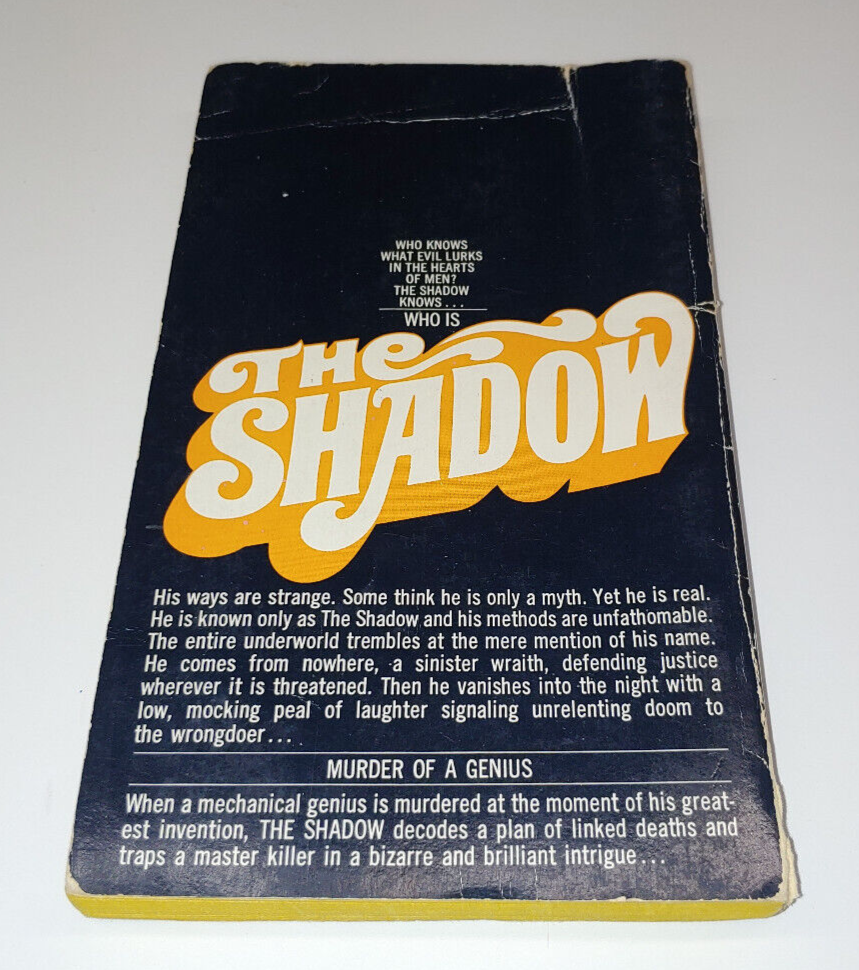 WHO KNOWS
WHAT EVIL LURKS
IN THE HEARTS
OF MEN?
THE SHADOW
KNOWS...
WHO IS
THE
SHADOW
His ways are strange. Some think he is only a myth. Yet he is real.
He is known only as The Shadow and his methods are unfathomable.
The entire underworld trembles at the mere mention of his name.
He comes from nowhere, a sinister wraith, defending justice
wherever it is threatened. Then he vanishes into the night with a
low, mocking peal of laughter signaling unrelenting doom to
the wrongdoer...
MURDER OF A GENIUS
When a mechanical genius is murdered at the moment of his great-
est invention, THE SHADOW decodes a plan of linked deaths and
traps a master killer in a bizarre and brilliant intrigue...